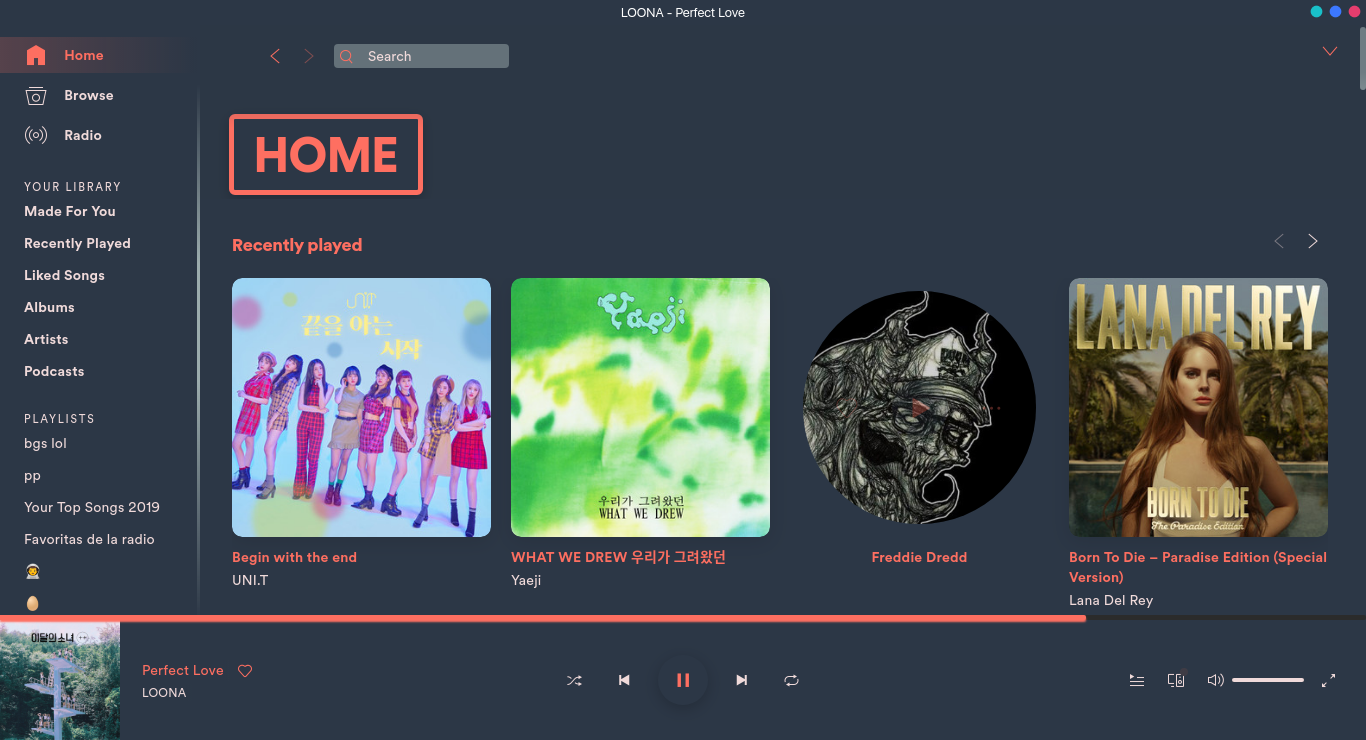 LOONA - Perfect Love
Home
Search
Browse
Radio
HOME
YOUR LIBRARY
Made For You
Recently Played
Liked Songs
Albums
Artists
Podcasts
PLAYLISTS
bgs lol
pp
Your Top Songs 2019
Favoritas de la radio
Recently played
UNI.T
끝을 아는
시작
Begin with the end
UNI.T
Yaeji
우리가 그려왔던
WHAT WE DREW
WHAT WE DREW 우리가 그려왔던
Yaeji
Freddie Dredd
LANA DEL REY
BORN TO DIE
The Paradise Edition
Born To Die – Paradise Edition (Special
Version)
Lana Del Rey
이달의소녀
Perfect Love
LOONA